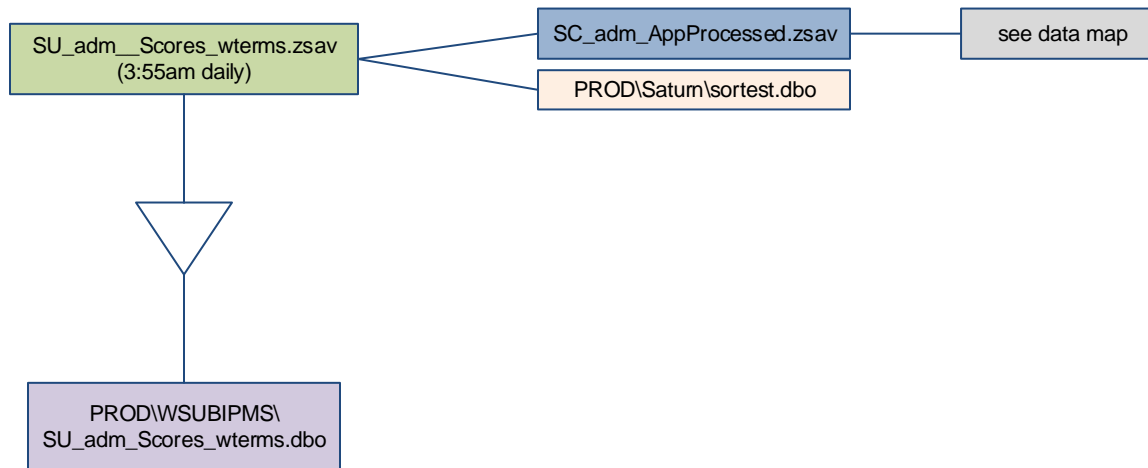 SU_adm__Scores_wterms.zsav
(3:55am daily)
SC_adm_AppProcessed.zsav
see data map
PROD\Saturn\sortest.dbo
PROD\WSUBIPMS\
SU_adm_Scores_wterms.dbo